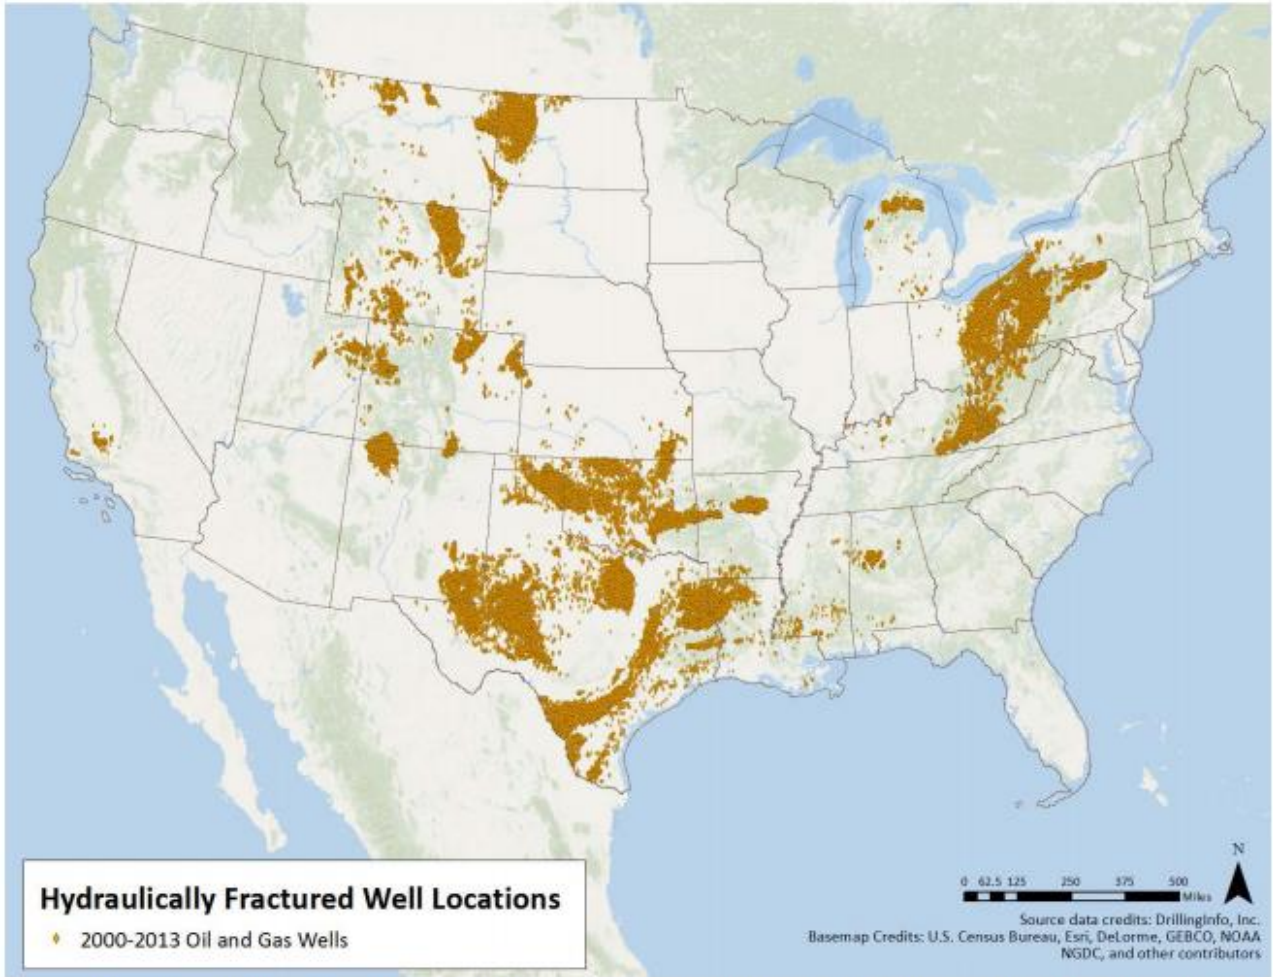 Hydraulically Fractured Well Locations
2000-2013 Oil and Gas Wells
N
0 62.5 125 250 375 500
Miles
Source data credits: DrillingInfo, Inc.
Basemap Credits: U.S. Census Bureau, Esri, DeLorme, GEBCO, NOAA
NGDC, and other contributors